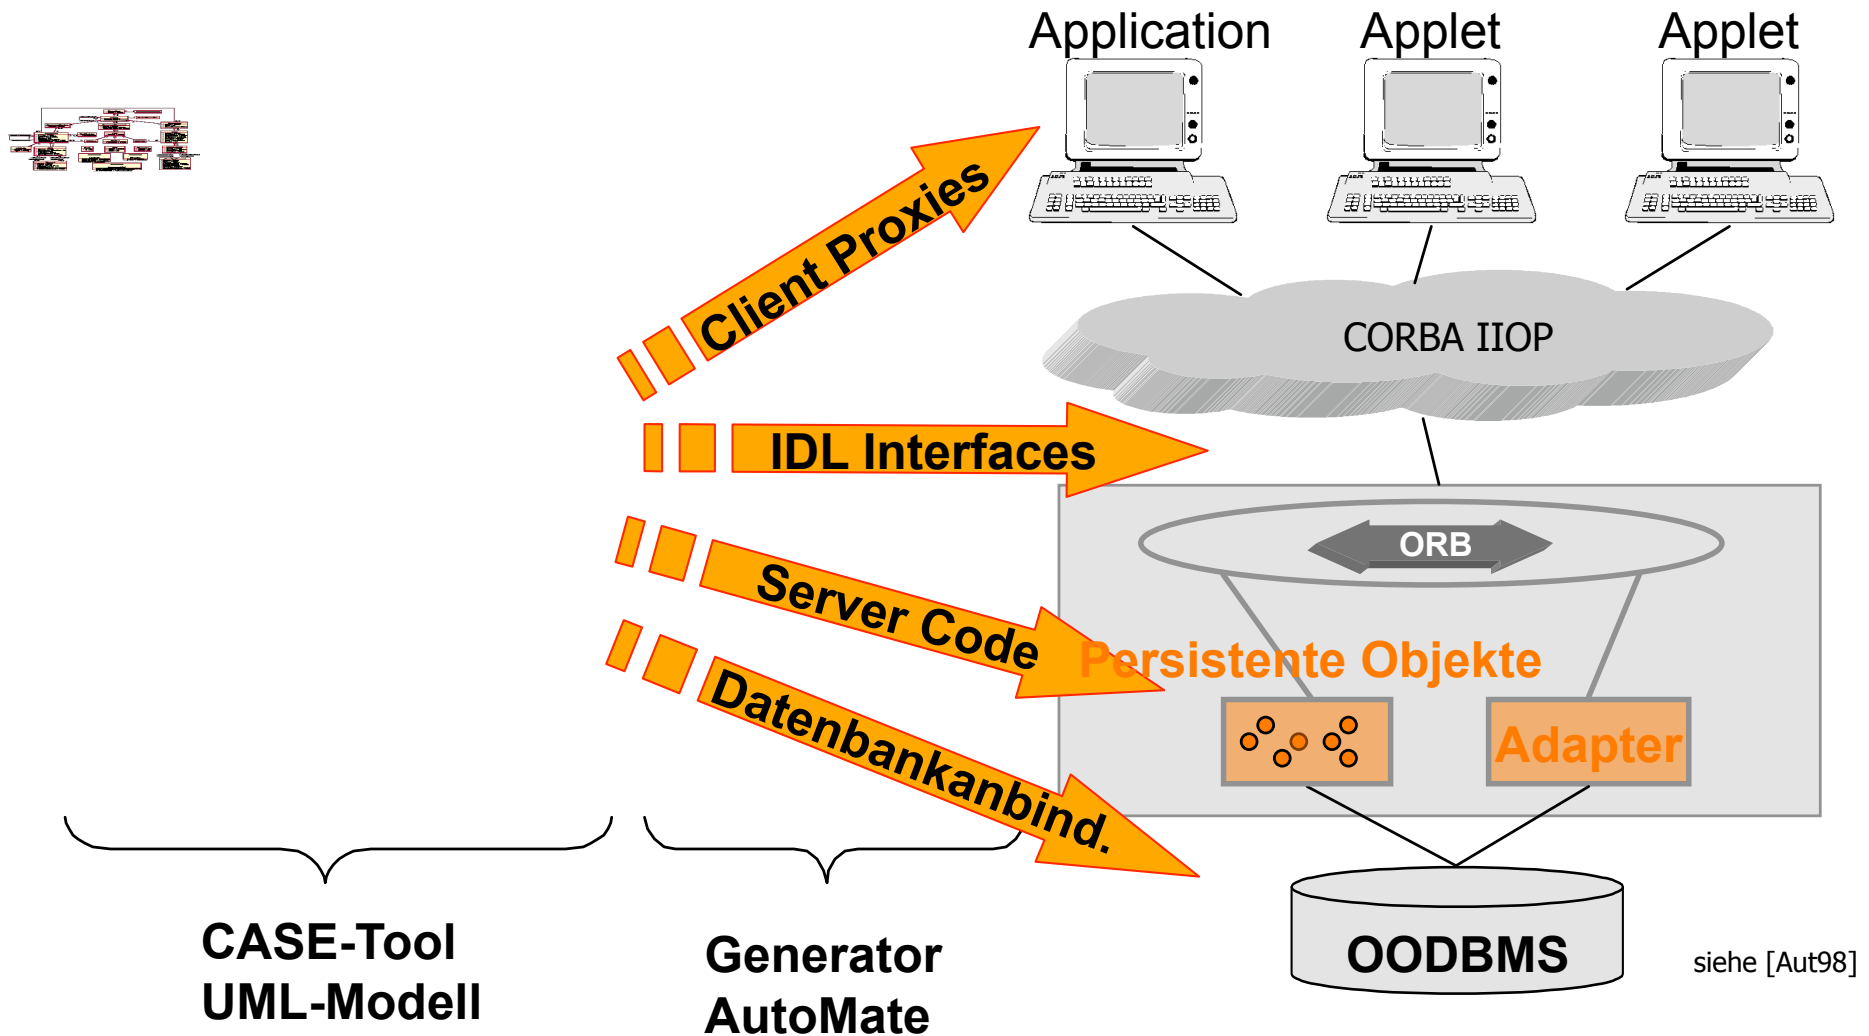 Application
Applet
Applet
Client Proxies
CORBA IIOP
IDL Interfaces
ORB
Server Code
Persistente Objekte
Datenbankanbind.
Adapter
CASE-Tool
UML-Modell
Generator
AutoMate
OODBMS
siehe [Aut98]